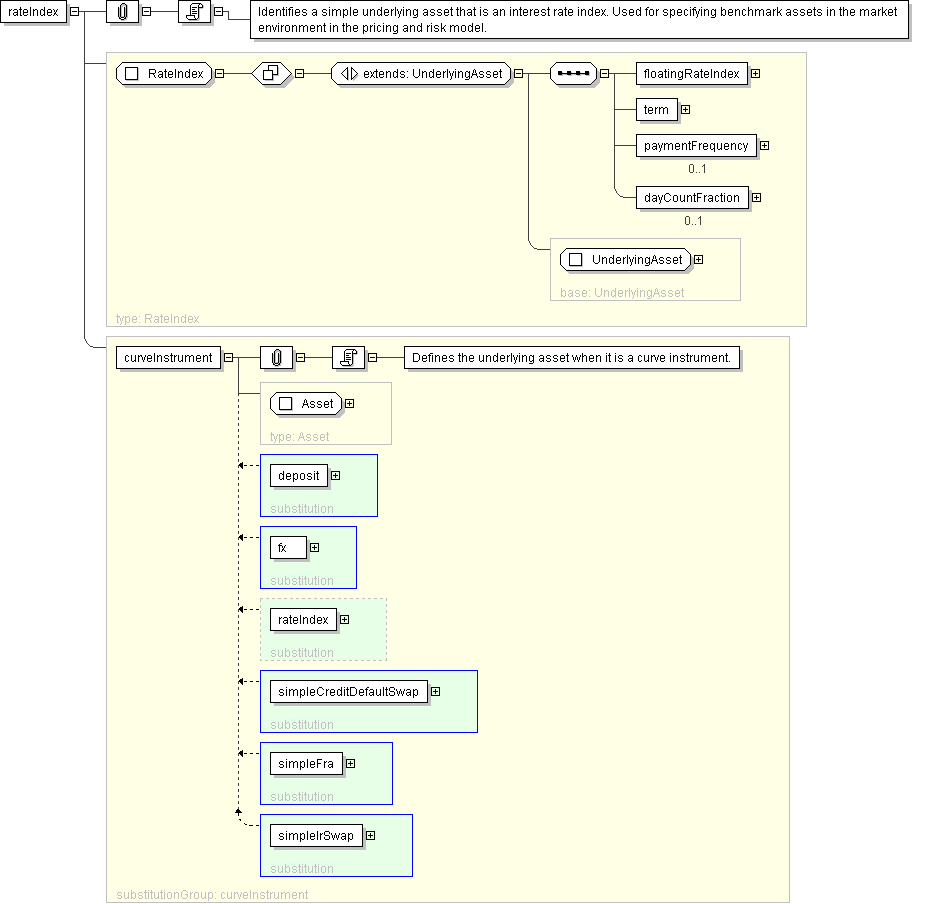 rateIndex
Identifies a simple underlying asset that is an interest rate index. Used for specifying benchmark assets in the market
environment in the pricing and risk model.
RateIndex
extends: UnderlyingAsset
floatingRateIndex
term
paymentFrequency
0..1
dayCountFraction
0..1
UnderlyingAsset
base: UnderlyingAsset
type: RateIndex
curveInstrument
Defines the underlying asset when it is a curve instrument.
Asset
type: Asset
deposit
substitution
fx
substitution
rateIndex
substitution
simpleCreditDefaultSwap
substitution
simpleFra
substitution
simpleIrSwap
substitution
substitutionGroup: curveInstrument